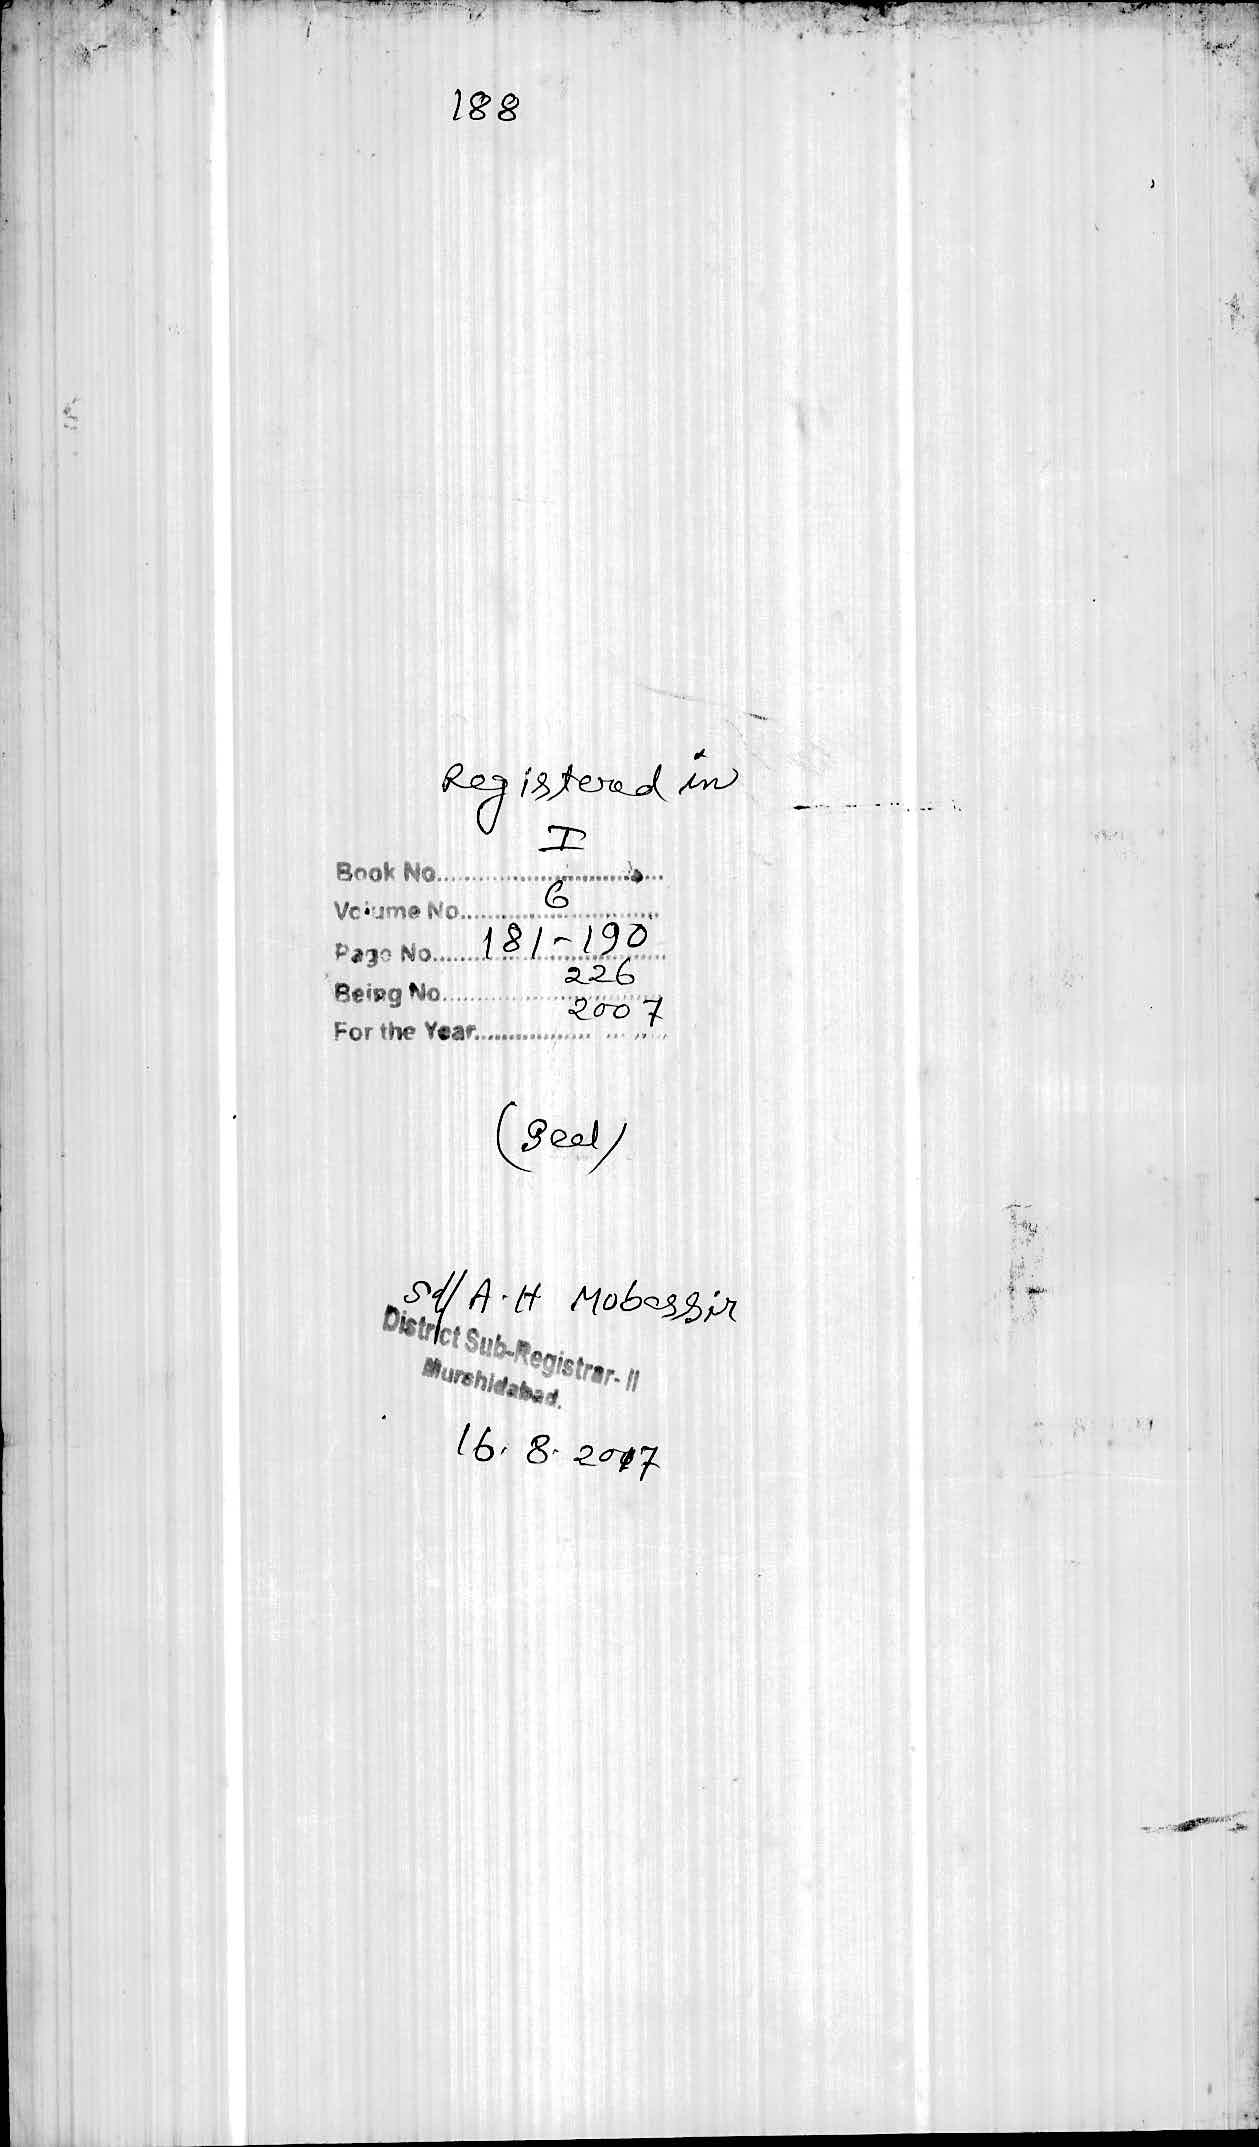 188
Registered in
Book No. I
Volume No. 6
Page No. 181-190
Being No. 226
For the Year 2007
(Seal)
Sd/ A.H Mobassir
District Sub-Registrar- II
Murshidabad.
16. 8.